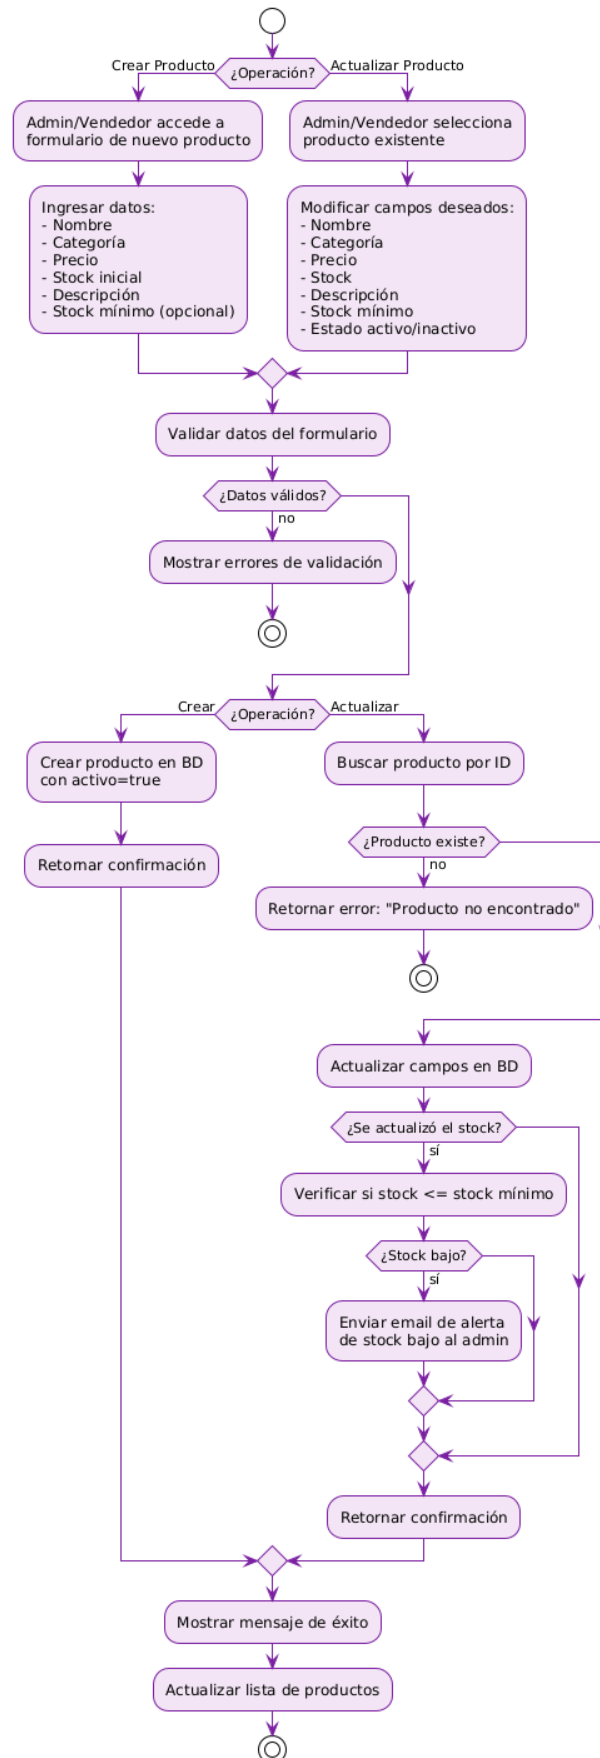 Crear Producto
¿Operación?
Actualizar Producto
Admin/Vendedor accede a
formulario de nuevo producto
Admin/Vendedor selecciona
producto existente
Ingresar datos:
- Nombre
- Categoría
- Precio
- Stock inicial
- Descripción
- Stock mínimo (opcional)
Modificar campos deseados:
- Nombre
- Categoría
- Precio
- Stock
- Descripción
- Stock mínimo
- Estado activo/inactivo
Validar datos del formulario
¿Datos válidos?
no
Mostrar errores de validación
Crear
¿Operación?
Actualizar
Crear producto en BD
con activo=true
Retornar confirmación
Buscar producto por ID
¿Producto existe?
no
Retornar error: "Producto no encontrado"
Actualizar campos en BD
¿Se actualizó el stock?
sí
Verificar si stock <= stock mínimo
¿Stock bajo?
sí
Enviar email de alerta
de stock bajo al admin
Retornar confirmación
Mostrar mensaje de éxito
Actualizar lista de productos